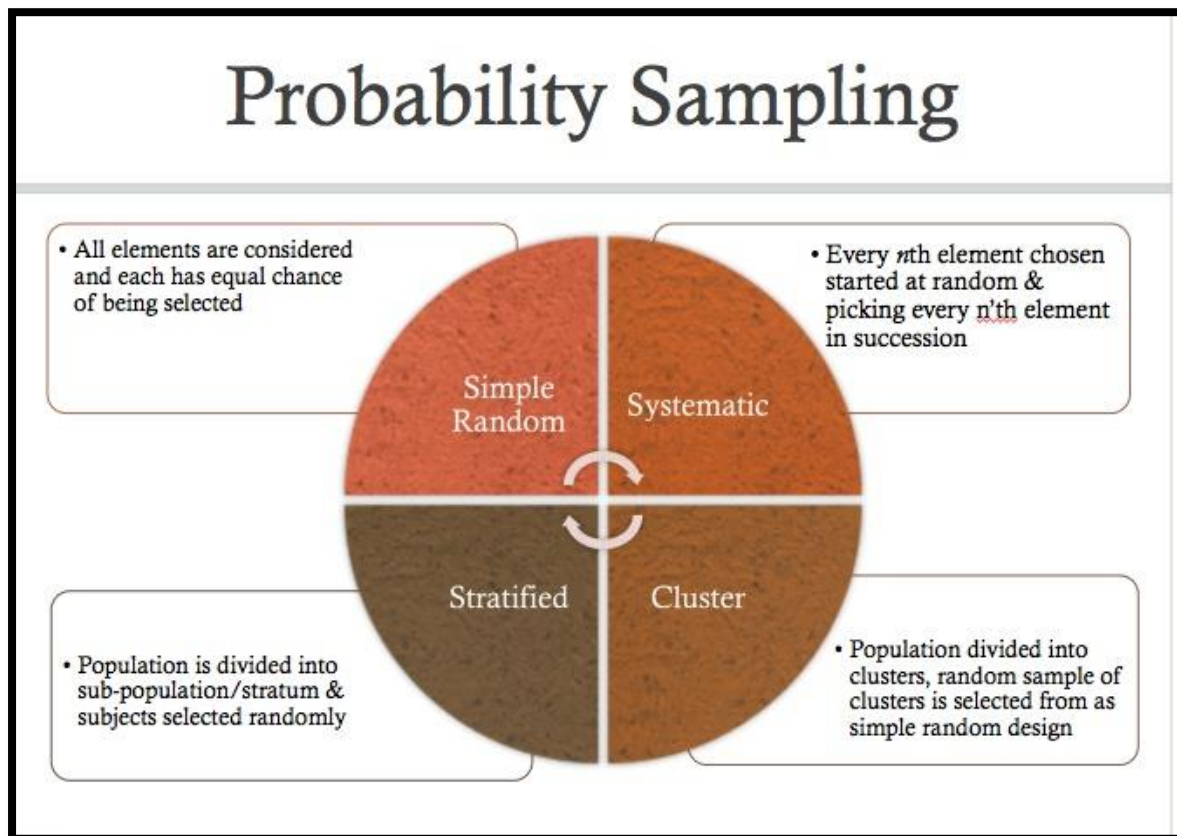 Probability Sampling
• All elements are considered
and each has equal chance
of being selected
• Every nth element chosen
started at random &
picking every n'th element
in succession
Simple
Random
Systematic
Stratified
Cluster
• Population is divided into
sub-population/stratum &
subjects selected randomly
• Population divided into
clusters, random sample of
clusters is selected from as
simple random design